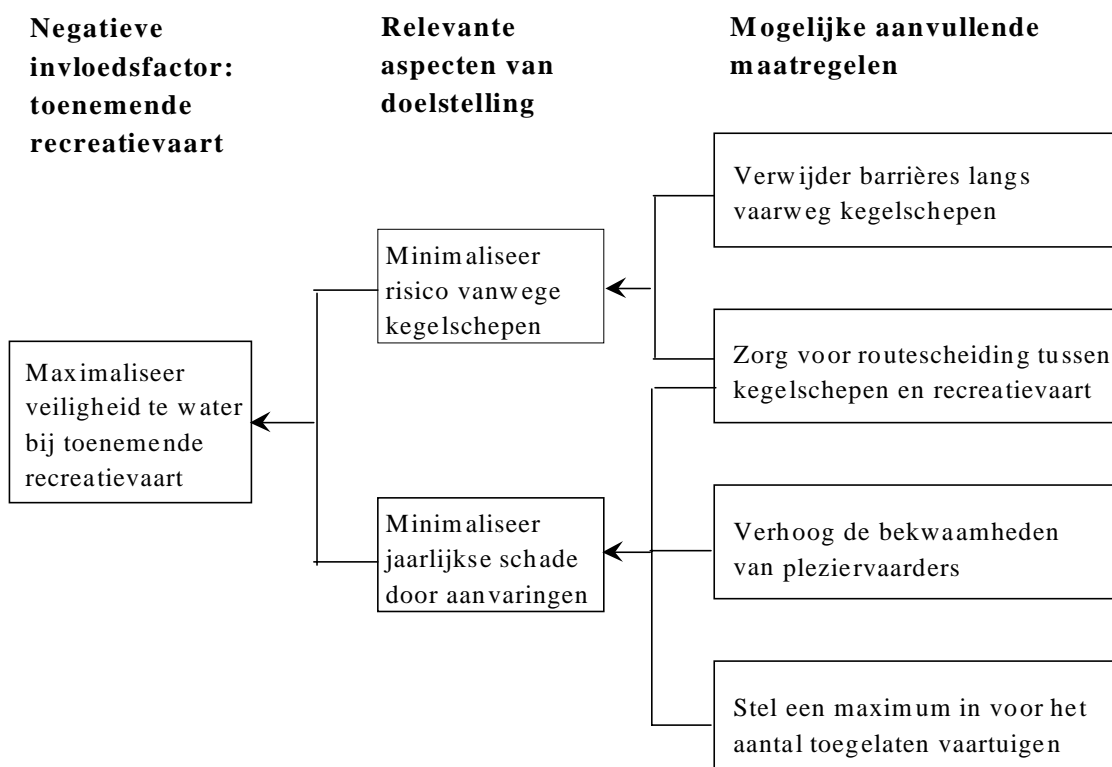 Negatieve
invloedsfactor:
toenemende
recreatievaart
Relevante
aspecten van
doelstelling
Mogelijke aanvullende
maatregelen
Maximaliseer
veiligheid te water
bij toenemende
recreatievaart
Minimaliseer
risico vanwege
kegelschepen
Minimaliseer
jaarlijkse schade
door aanvaringen
Verwijder barrières langs
vaarweg kegelschepen
Zorg voor routescheiding tussen
kegelschepen en recreatievaart
Verhoog de bekwaamheden
van pleziervaarders
Stel een maximum in voor het
aantal toegelaten vaartuigen